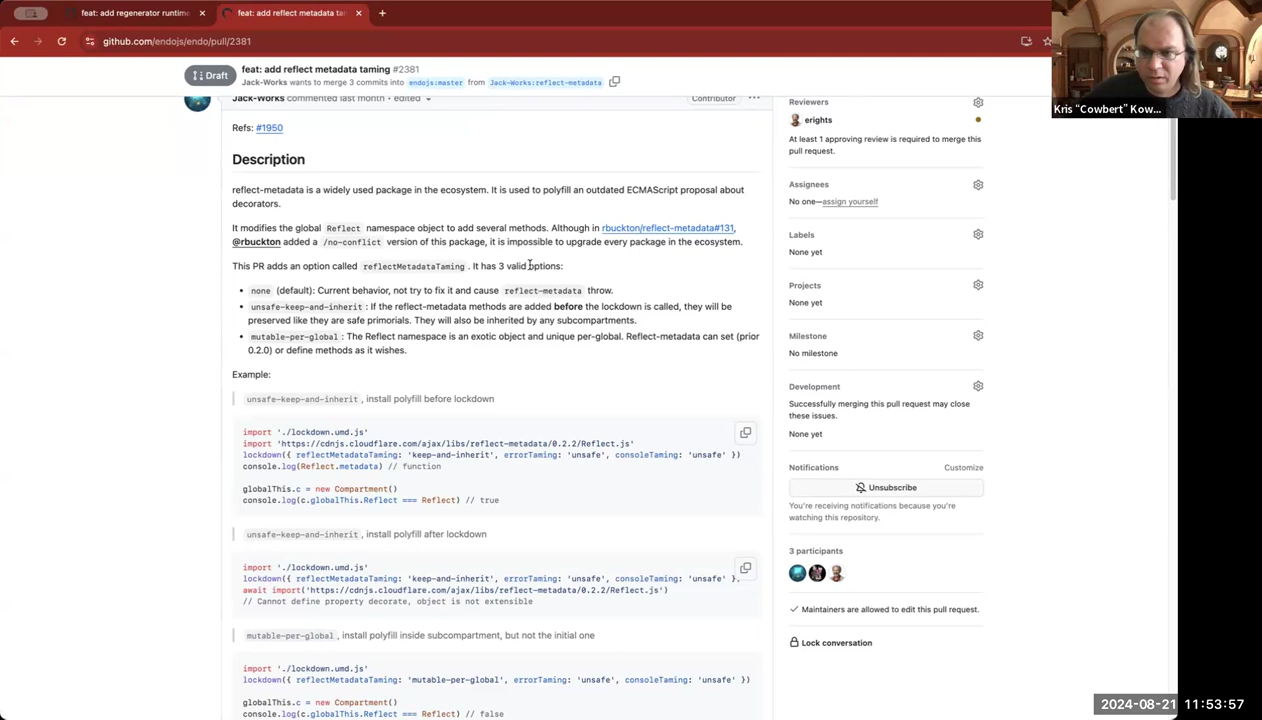 feat: add regenerator runtime
feat: add reflect metadata tam
github.com/endojs/endo/pull/2381
Draft
feat: add reflect metadata taming #2381
Jack-Works wants to merge 3 commits into endojs:master from Jack-Works:reflect-metadata
Jack-Works commented last month • edited
Contributor
Refs: #1950
Description
reflect-metadata is a widely used package in the ecosystem. It is used to polyfill an outdated ECMAScript proposal about
decorators.
It modifies the global Reflect namespace object to add several methods. Although in rbuckton/reflect-metadata#131,
@rbuckton added a /no-conflict version of this package, it is impossible to upgrade every package in the ecosystem.
This PR adds an option called reflectMetadataTaming. It has 3 valid options:
• none (default): Current behavior, not try to fix it and cause reflect-metadata throw.
• unsafe-keep-and-inherit: If the reflect-metadata methods are added before the lockdown is called, they will be
preserved like they are safe primorials. They will also be inherited by any subcompartments.
• mutable-per-global: The Reflect namespace is an exotic object and unique per-global. Reflect-metadata can set (prior
0.2.0) or define methods as it wishes.
Example:
unsafe-keep-and-inherit, install polyfill before lockdown
import './lockdown.umd.js'
import 'https://cdnjs.cloudflare.com/ajax/libs/reflect-metadata/0.2.2/Reflect.js'
lockdown({ reflectMetadataTaming: 'keep-and-inherit', errorTaming: 'unsafe', consoleTaming: 'unsafe' })
console.log(Reflect.metadata) // function
globalThis.c = new Compartment()
console.log(c.globalThis.Reflect === Reflect) // true
unsafe-keep-and-inherit, install polyfill after lockdown
import './lockdown.umd.js'
lockdown({ reflectMetadataTaming: 'keep-and-inherit', errorTaming: 'unsafe', consoleTaming: 'unsafe' })
await import('https://cdnjs.cloudflare.com/ajax/libs/reflect-metadata/0.2.2/Reflect.js')
// Cannot define property decorate, object is not extensible
mutable-per-global, install polyfill inside subcompartment, but not the initial one
import './lockdown.umd.js'
lockdown({ reflectMetadataTaming: 'mutable-per-global', errorTaming: 'unsafe', consoleTaming: 'unsafe' })
globalThis.c = new Compartment()
console.log(c.globalThis.Reflect === Reflect) // false
Reviewers
erights
At least 1 approving review is required to merge this
pull request.
Assignees
No one—assign yourself
Labels
None yet
Projects
None yet
Milestone
No milestone
Development
Successfully merging this pull request may close
these issues.
None yet
Notifications
Customize
Unsubscribe
You're receiving notifications because you're
watching this repository.
3 participants
Maintainers are allowed to edit this pull request.
Lock conversation
Kris "Cowbert" Kow...
2024-08-21 11:53:57